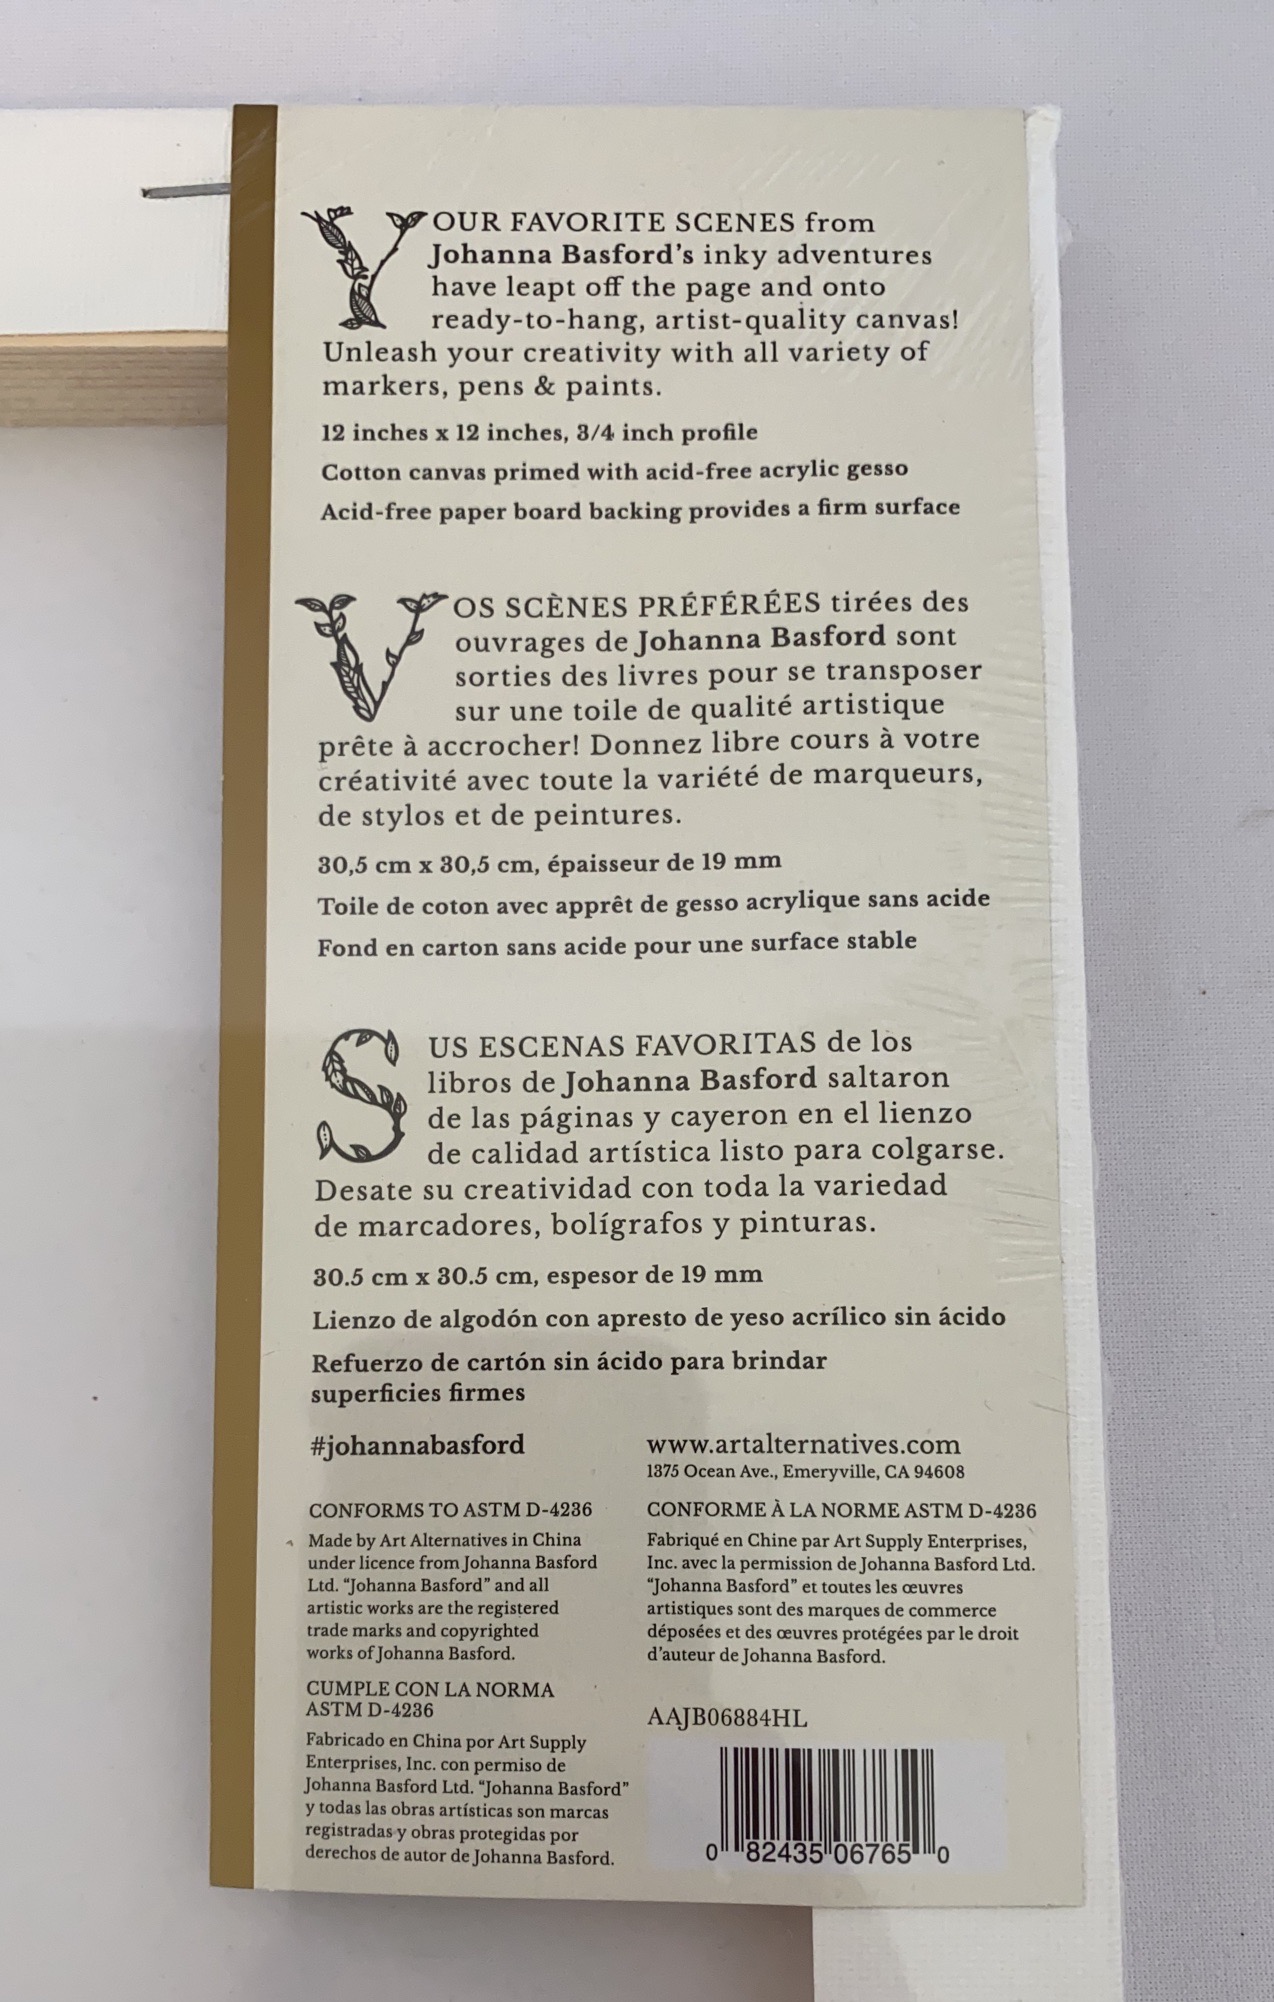 YOUR FAVORITE SCENES from
Johanna Basford's inky adventures
have leapt off the page and onto
ready-to-hang, artist-quality canvas!
Unleash your creativity with all variety of
markers, pens & paints.
12 inches x 12 inches, 3/4 inch profile
Cotton canvas primed with acid-free acrylic gesso
Acid-free paper board backing provides a firm surface
VOS SCÈNES PRÉFÉRÉES tirées des
ouvrages de Johanna Basford sont
sorties des livres pour se transposer
sur une toile de qualité artistique
prête à accrocher! Donnez libre cours à votre
créativité avec toute la variété de marqueurs,
de stylos et de peintures.
30,5 cm x 30,5 cm, épaisseur de 19 mm
Toile de coton avec apprêt de gesso acrylique sans acide
Fond en carton sans acide pour une surface stable
SUS ESCENAS FAVORITAS de los
libros de Johanna Basford saltaron
de las páginas y cayeron en el lienzo
de calidad artística listo para colgarse.
Desate su creatividad con toda la variedad
de marcadores, bolígrafos y pinturas.
30.5 cm x 30.5 cm, espesor de 19 mm
Lienzo de algodón con apresto de yeso acrílico sin ácido
Refuerzo de cartón sin ácido para brindar
superficies firmes
#johannabasford
www.artalternatives.com
1375 Ocean Ave., Emeryville, CA 94608
CONFORMS TO ASTM D-4236
Made by Art Alternatives in China
under licence from Johanna Basford
Ltd. "Johanna Basford" and all
artistic works are the registered
trade marks and copyrighted
works of Johanna Basford.
CONFORME À LA NORME ASTM D-4236
Fabriqué en Chine par Art Supply Enterprises,
Inc. avec la permission de Johanna Basford Ltd.
"Johanna Basford" et toutes les œuvres
artistiques sont des marques de commerce
déposées et des œuvres protégées par le droit
d'auteur de Johanna Basford.
CUMPLE CON LA NORMA
ASTM D-4236
Fabricado en China por Art Supply
Enterprises, Inc. con permiso de
Johanna Basford Ltd. "Johanna Basford"
y todas las obras artísticas son marcas
registradas y obras protegidas por
derechos de autor de Johanna Basford.
AAJB06884HL
0 82435 06765 0